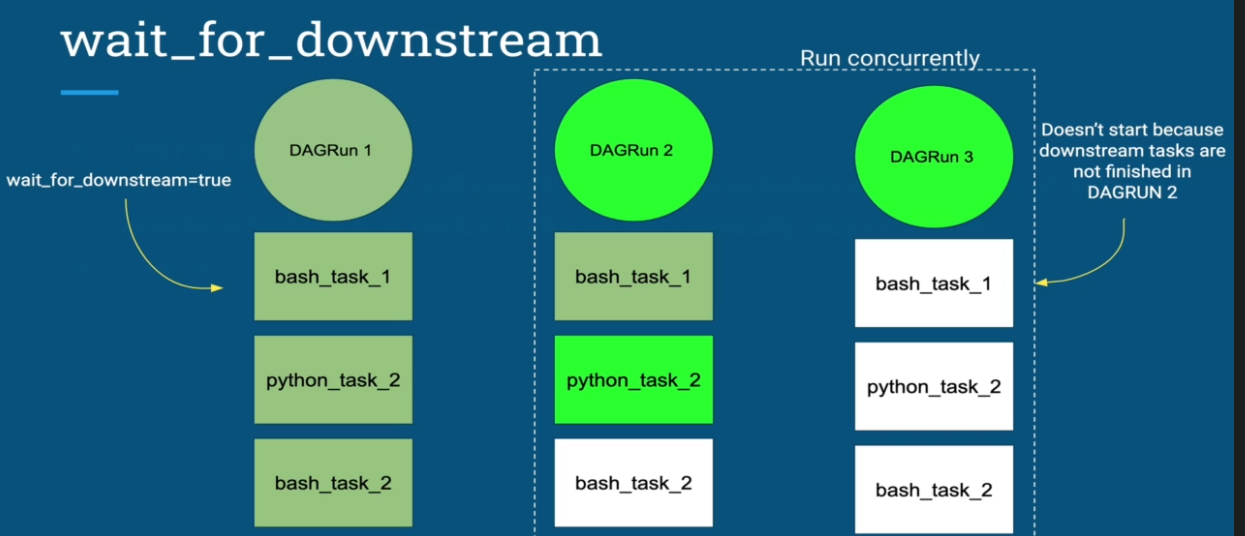 wait_for_downstream
Run concurrently
wait_for_downstream=true
DAGRun 1
bash_task_1
python_task_2
bash_task_2
DAGRun 2
bash_task_1
python_task_2
bash_task_2
DAGRun 3
bash_task_1
python_task_2
bash_task_2
Doesn't start because
downstream tasks are
not finished in
DAGRUN 2